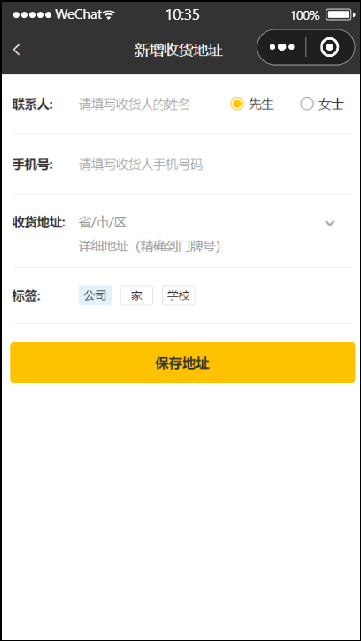 WeChat 10:35 100%
新增收货地址
联系人: 请填写收货人的姓名 先生 女士
手机号: 请填写收货人手机号码
收货地址: 省/市/区
详细地址（精确到门牌号）
标签: 公司 家 学校
保存地址